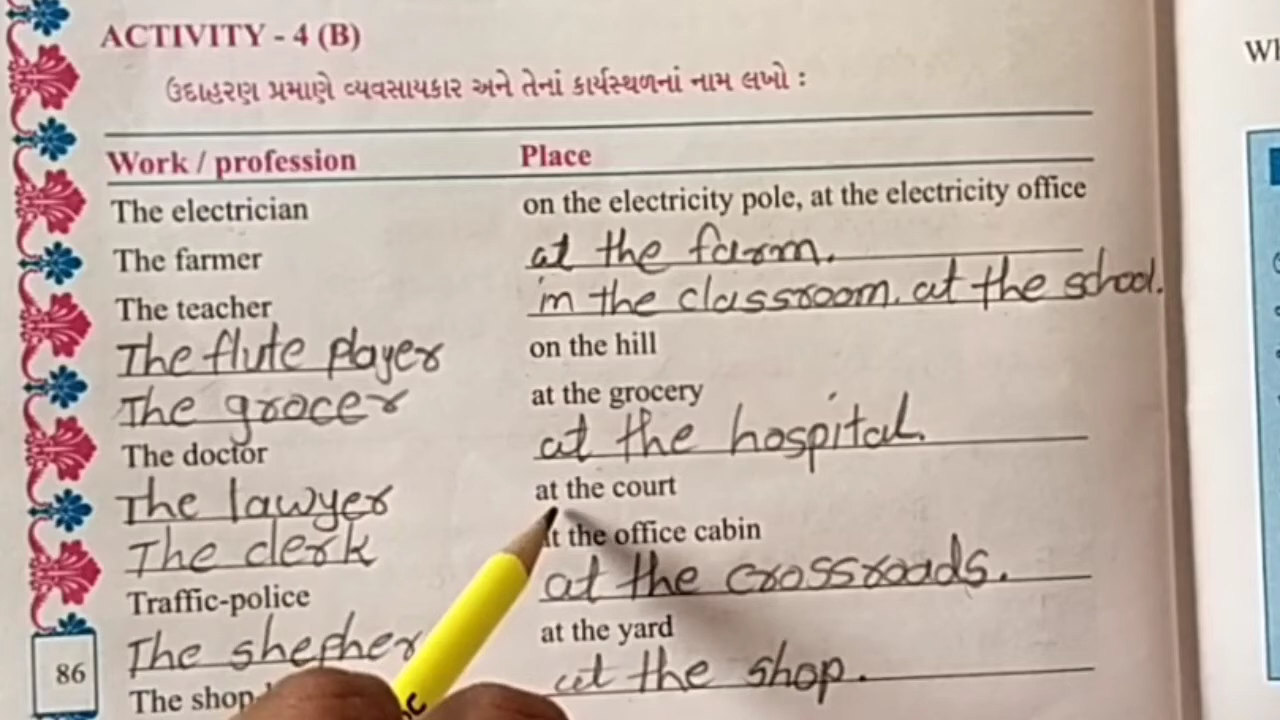 ACTIVITY - 4 (B)
ઉદાહરણ પ્રમાણે વ્યવસાયકાર અને તેનાં કાર્યસ્થળનાં નામ લખો :
Work / profession Place
The electrician on the electricity pole, at the electricity office
The farmer at the farm.
The teacher in the classroom. at the school.
The flute player on the hill
The grocer at the grocery
The doctor at the hospital.
The lawyer at the court
The clerk at the office cabin
Traffic-police at the crossroads.
The shepher at the yard
The shop at the shop.
86